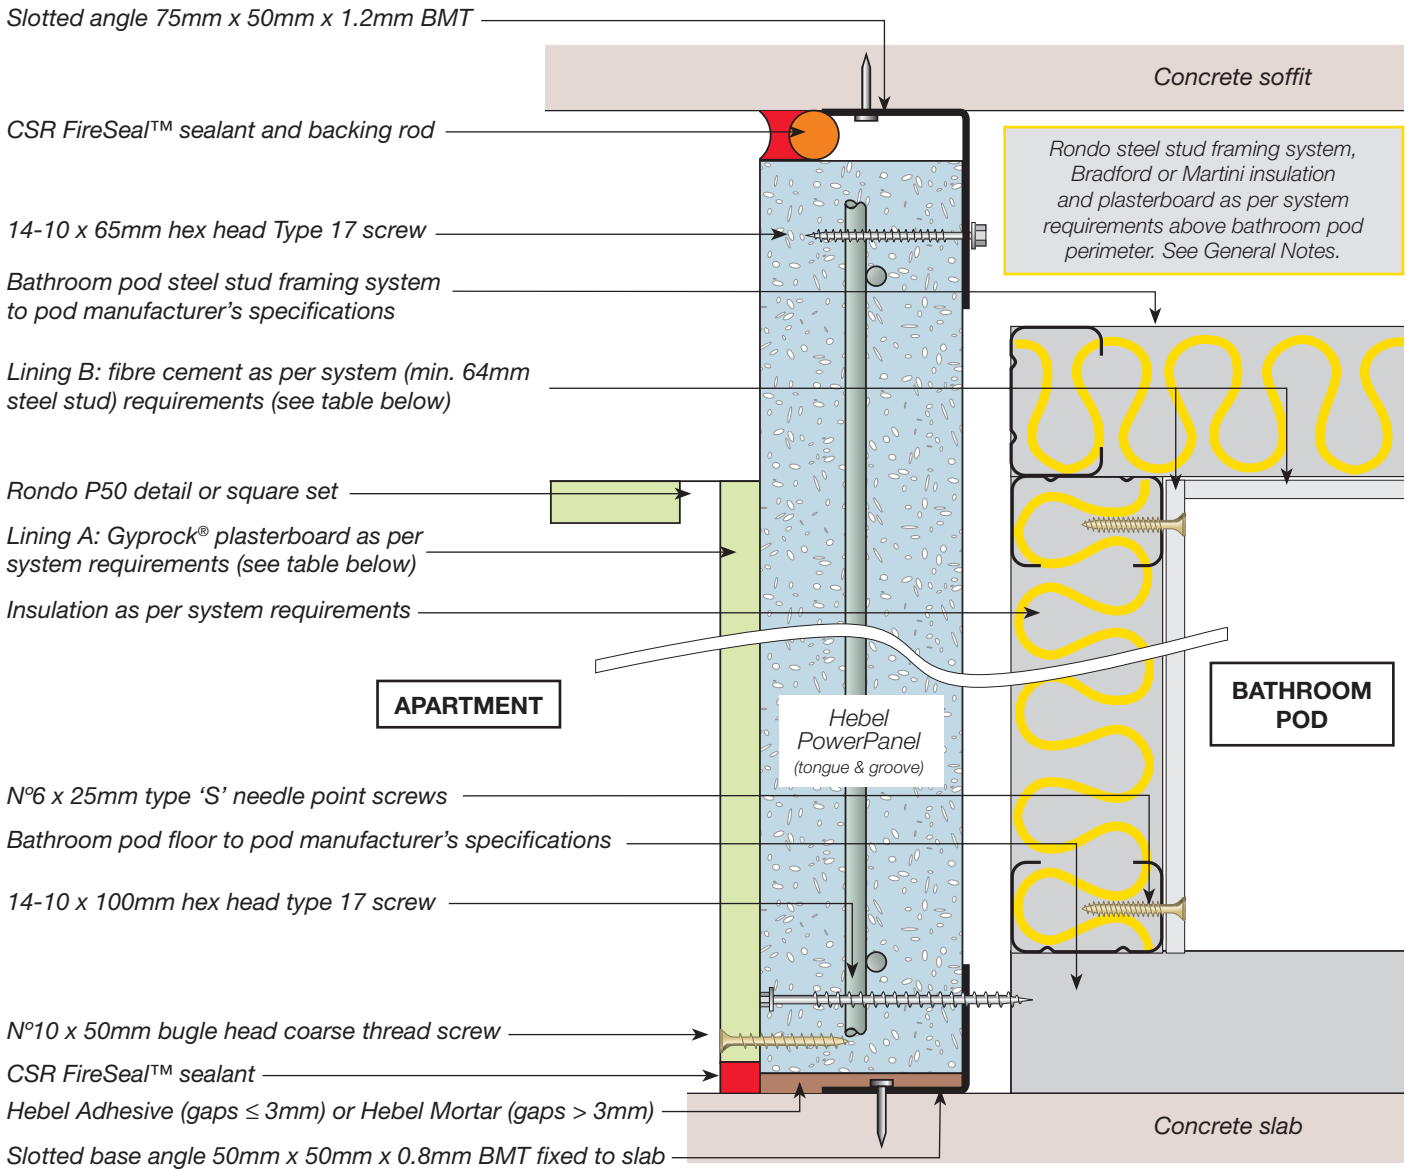 Slotted angle 75mm x 50mm x 1.2mm BMT
Concrete soffit
CSR FireSeal™ sealant and backing rod
Rondo steel stud framing system,
Bradford or Martini insulation
and plasterboard as per system
requirements above bathroom pod
perimeter. See General Notes.
14-10 x 65mm hex head Type 17 screw
Bathroom pod steel stud framing system
to pod manufacturer’s specifications
Lining B: fibre cement as per system (min. 64mm
steel stud) requirements (see table below)
Rondo P50 detail or square set
Lining A: Gyprock® plasterboard as per
system requirements (see table below)
Insulation as per system requirements
APARTMENT
BATHROOM
POD
Hebel
PowerPanel
(tongue & groove)
Nº6 x 25mm type ‘S’ needle point screws
Bathroom pod floor to pod manufacturer’s specifications
14-10 x 100mm hex head type 17 screw
Nº10 x 50mm bugle head coarse thread screw
CSR FireSeal™ sealant
Hebel Adhesive (gaps ≤ 3mm) or Hebel Mortar (gaps > 3mm)
Concrete slab
Slotted base angle 50mm x 50mm x 0.8mm BMT fixed to slab